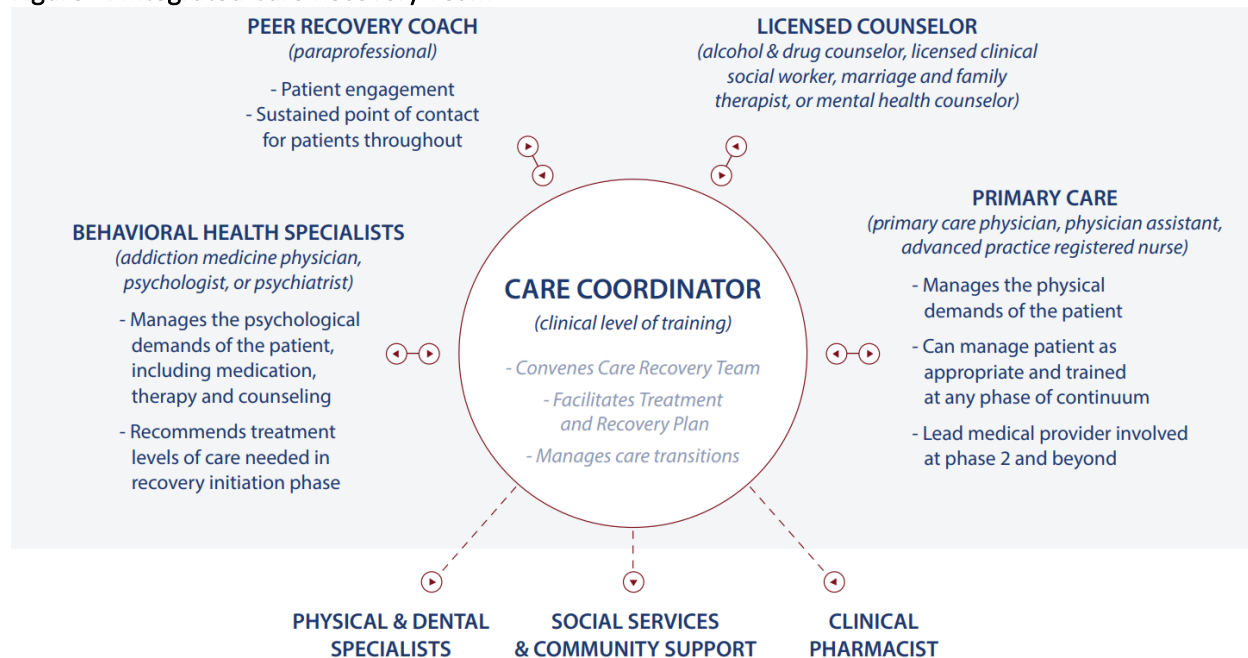 PEER RECOVERY COACH
(paraprofessional)
- Patient engagement
- Sustained point of contact
for patients throughout
LICENSED COUNSELOR
(alcohol & drug counselor, licensed clinical
social worker, marriage and family
therapist, or mental health counselor)
BEHAVIORAL HEALTH SPECIALISTS
(addiction medicine physician,
psychologist, or psychiatrist)
- Manages the psychological
demands of the patient,
including medication,
therapy and counseling
- Recommends treatment
levels of care needed in
recovery initiation phase
CARE COORDINATOR
(clinical level of training)
- Convenes Care Recovery Team
- Facilitates Treatment
and Recovery Plan
- Manages care transitions
PRIMARY CARE
(primary care physician, physician assistant,
advanced practice registered nurse)
- Manages the physical
demands of the patient
- Can manage patient as
appropriate and trained
at any phase of continuum
- Lead medical provider involved
at phase 2 and beyond
PHYSICAL & DENTAL
SPECIALISTS
SOCIAL SERVICES
& COMMUNITY SUPPORT
CLINICAL
PHARMACIST